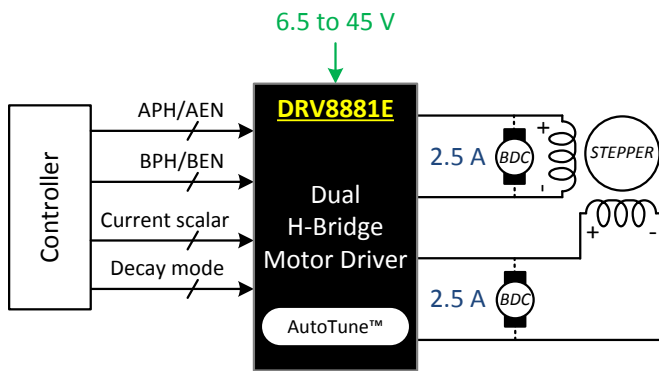 6.5 to 45 V
Controller
APH/AEN
BPH/BEN
Current scalar
Decay mode
DRV8881E
Dual
H-Bridge
Motor Driver
AutoTune™
2.5 A
BDC
+
-
STEPPER
+
-
2.5 A
BDC